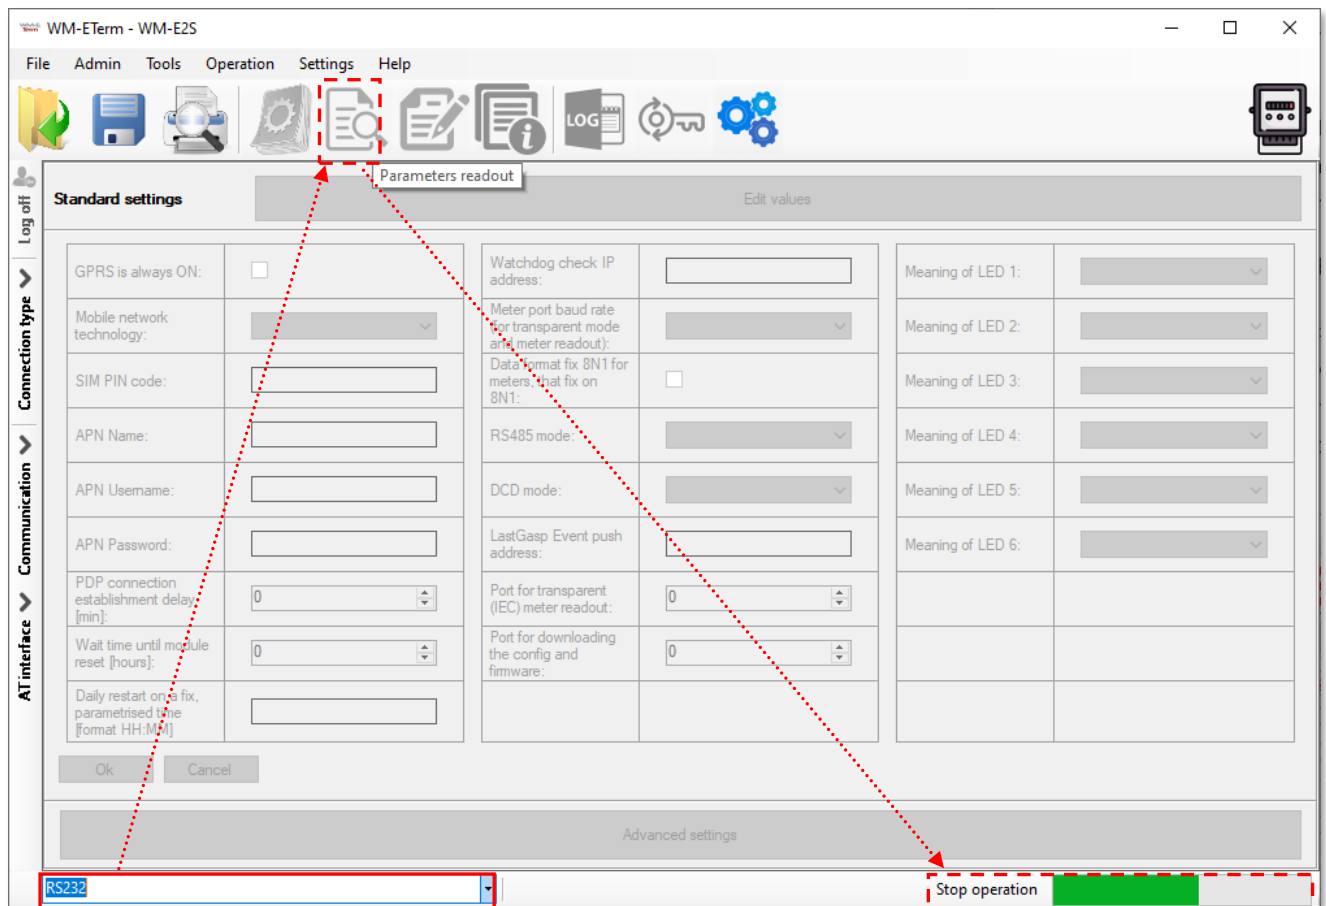 WM-E
Term
WM-ETerm - WM-E2S
File Admin Tools Operation Settings Help
LOG
Parameters readout
Log off
Connection type
Communication
AT interface
Standard settings
Edit values
GPRS is always ON:
Mobile network
technology:
SIM PIN code:
APN Name:
APN Username:
APN Password:
PDP connection
establishment delay
[min]:
0
Wait time until module
reset [hours]:
0
Daily restart on a fix,
parametrised time
[format HH:MM]
Watchdog check IP
address:
Meter port baud rate
(for transparent mode
and meter readout):
Data format fix 8N1 for
meters, that fix on
8N1:
RS485 mode:
DCD mode:
LastGasp Event push
address:
Port for transparent
(IEC) meter readout:
0
Port for downloading
the config and
firmware:
0
Meaning of LED 1:
Meaning of LED 2:
Meaning of LED 3:
Meaning of LED 4:
Meaning of LED 5:
Meaning of LED 6:
Ok Cancel
Advanced settings
RS232
Stop operation